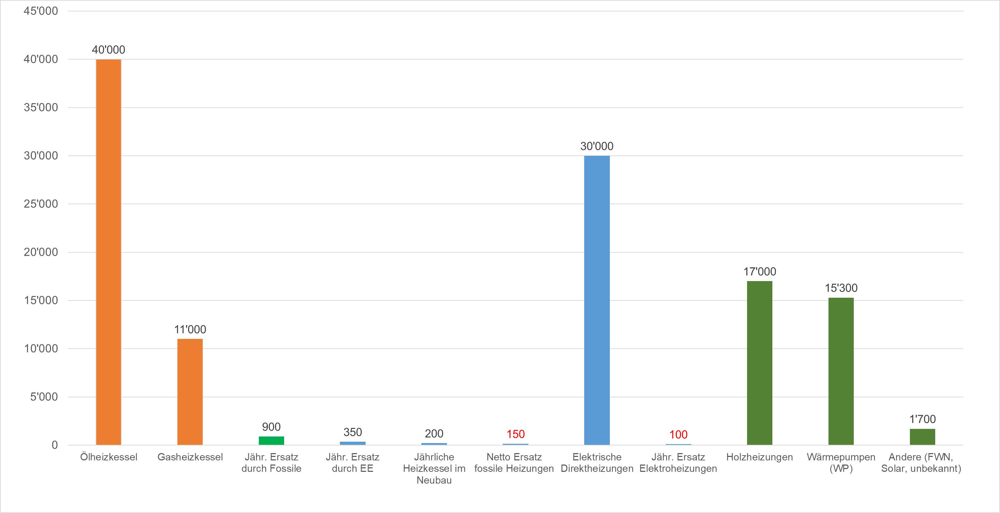 45'000
40'000
35'000
30'000
25'000
20'000
15'000
10'000
5'000
0
40'000
11'000
900
350
200
150
30'000
100
17'000
15'300
1'700
Ölheizkessel
Gasheizkessel
Jähr. Ersatz
durch Fossile
Jähr. Ersatz
durch EE
Jährliche
Heizkessel im
Neubau
Netto Ersatz
fossile Heizungen
Elektrische
Direktheizungen
Jähr. Ersatz
Elektroheizungen
Holzheizungen
Wärmepumpen
(WP)
Andere (FWN,
Solar, unbekannt)